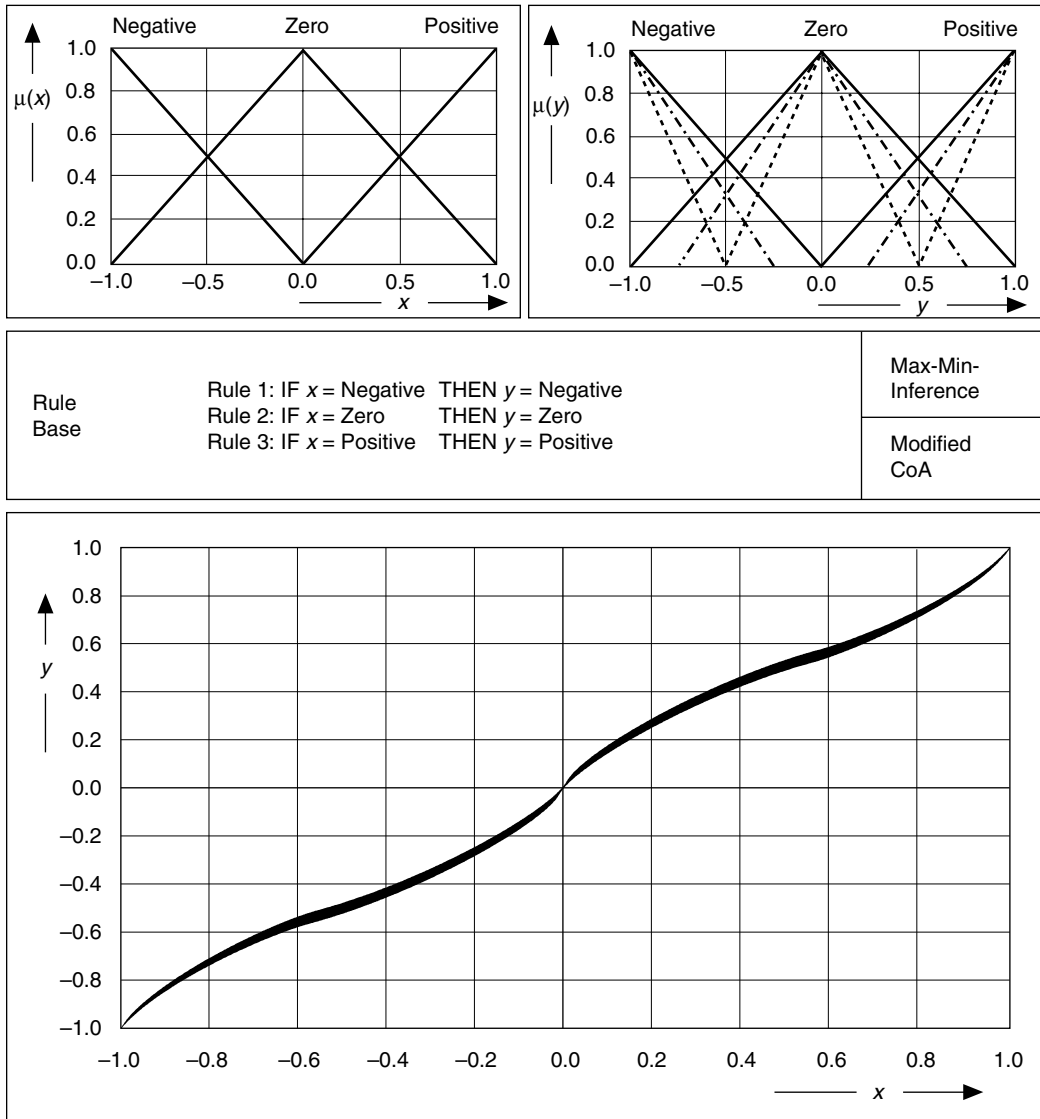 Negative Zero Positive
1.0
0.8
μ(x)
0.6
0.4
0.2
0.0
−1.0 −0.5 0.0 0.5 1.0
x
Negative Zero Positive
1.0
0.8
μ(y)
0.6
0.4
0.2
0.0
−1.0 −0.5 0.0 0.5 1.0
y
Rule
Base
Rule 1: IF x = Negative THEN y = Negative
Rule 2: IF x = Zero THEN y = Zero
Rule 3: IF x = Positive THEN y = Positive
Max-Min-
Inference
Modified
CoA
1.0
0.8
y
0.6
0.4
0.2
0.0
−0.2
−0.4
−0.6
−0.8
−1.0
−1.0 −0.8 −0.6 −0.4 −0.2 0.0 0.2 0.4 0.6 0.8 1.0
x